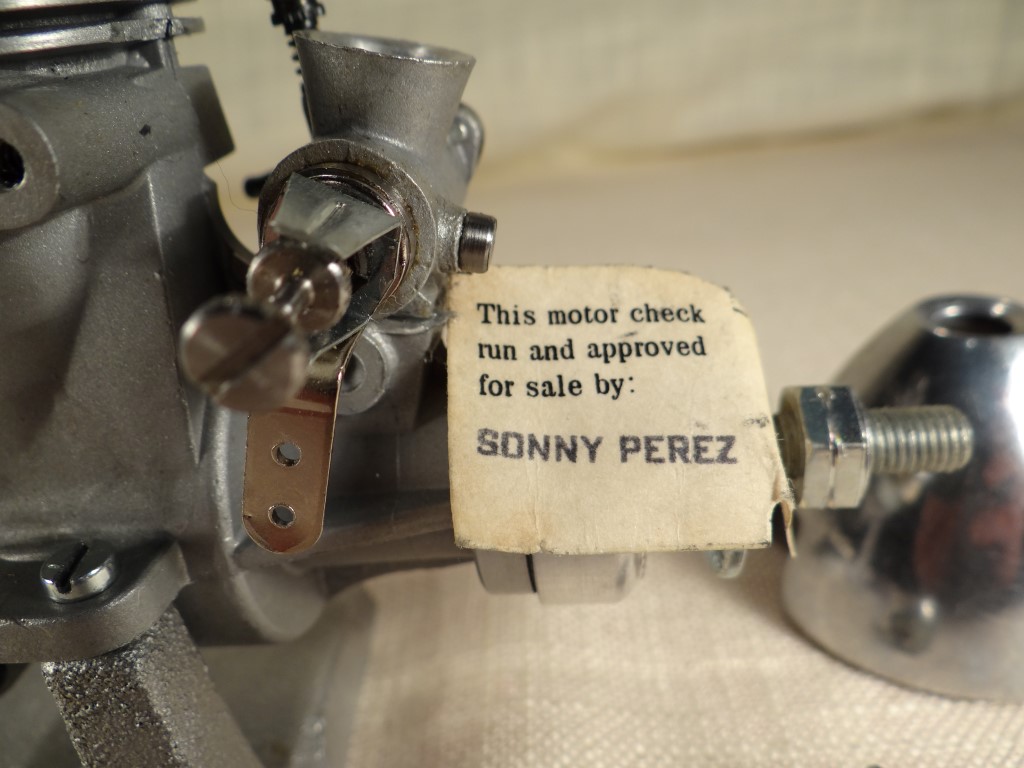 This motor check
run and approved
for sale by:
SONNY PEREZ